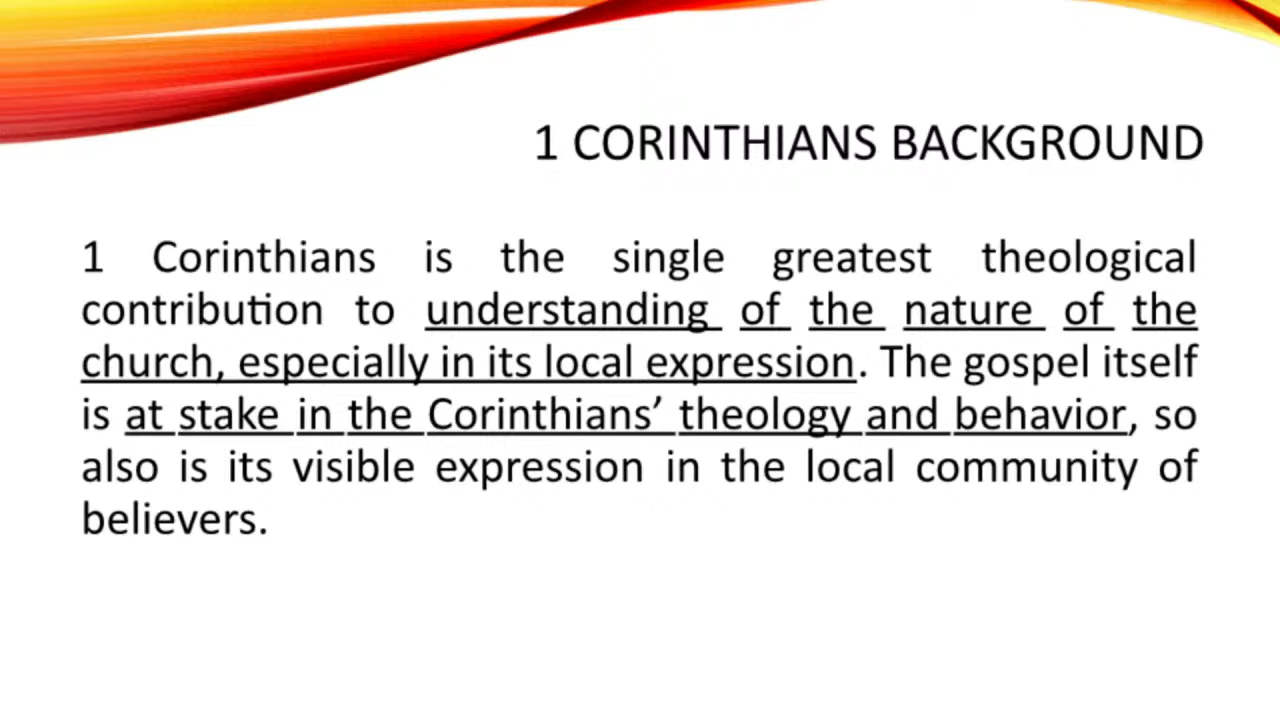 1 CORINTHIANS BACKGROUND
1 Corinthians is the single greatest theological
contribution to understanding of the nature of the
church, especially in its local expression. The gospel itself
is at stake in the Corinthians’ theology and behavior, so
also is its visible expression in the local community of
believers.